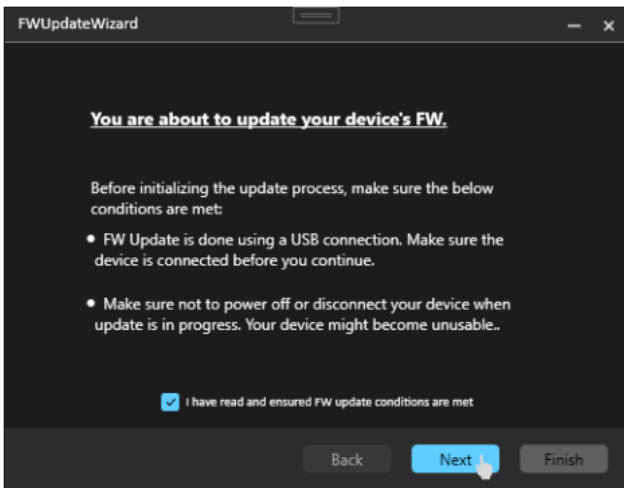 FWUpdateWizard
You are about to update your device's FW.
Before initializing the update process, make sure the below
conditions are met:
• FW Update is done using a USB connection. Make sure the
device is connected before you continue.
• Make sure not to power off or disconnect your device when
update is in progress. Your device might become unusable..
I have read and ensured FW update conditions are met
Back Next Finish